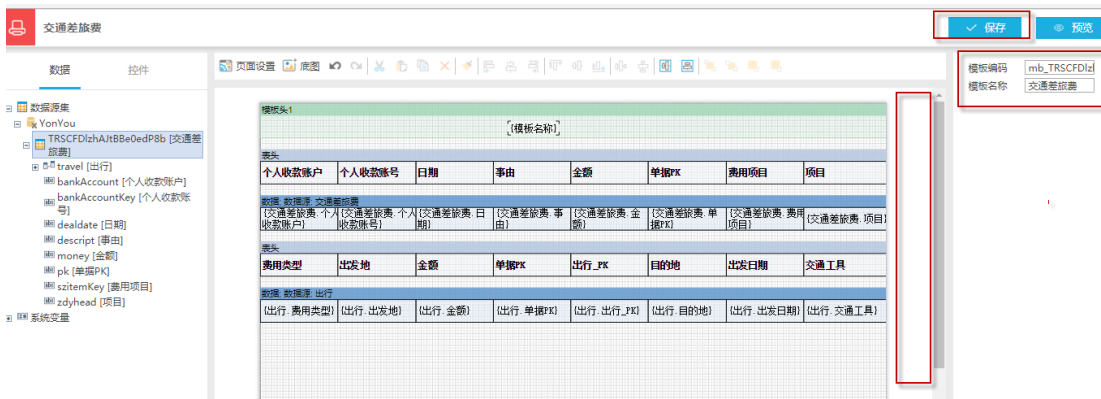 交通差旅费
保存
预览
数据
控件
页面设置
底图
模板编码
mb_TRSCFDlzl
模板名称
交通差旅费
数据源集
YonYou
TRSCFDlzhAJtBBe0edP8b [交通差
旅费]
travel [出行]
bankAccount [个人收款账户]
bankAccountKey [个人收款账
号]
dealdate [日期]
descript [事由]
money [金额]
pk [单据PK]
szitemKey [费用项目]
zdyhead [项目]
系统变量
模板头1
{模板名称}
表头
个人收款账户 个人收款账号 日期 事由 金额 单据PK 费用项目 项目
数据: 数据源: 交通差旅费
{交通差旅费. 个人 {交通差旅费. 个人 {交通差旅费. 日 {交通差旅费. 事 {交通差旅费. 金 {交通差旅费. 单 {交通差旅费. 费用 {交通差旅费. 项目}
收款账户} 收款账号} 期} 由} 额} 据PK} 项目}
表头
费用类型 出发地 金额 单据PK 出行_PK 目的地 出发日期 交通工具
数据: 数据源: 出行
{出行. 费用类型} {出行. 出发地} {出行. 金额} {出行. 单据PK} {出行. 出行_PK} {出行. 目的地} {出行. 出发日期} {出行. 交通工具}